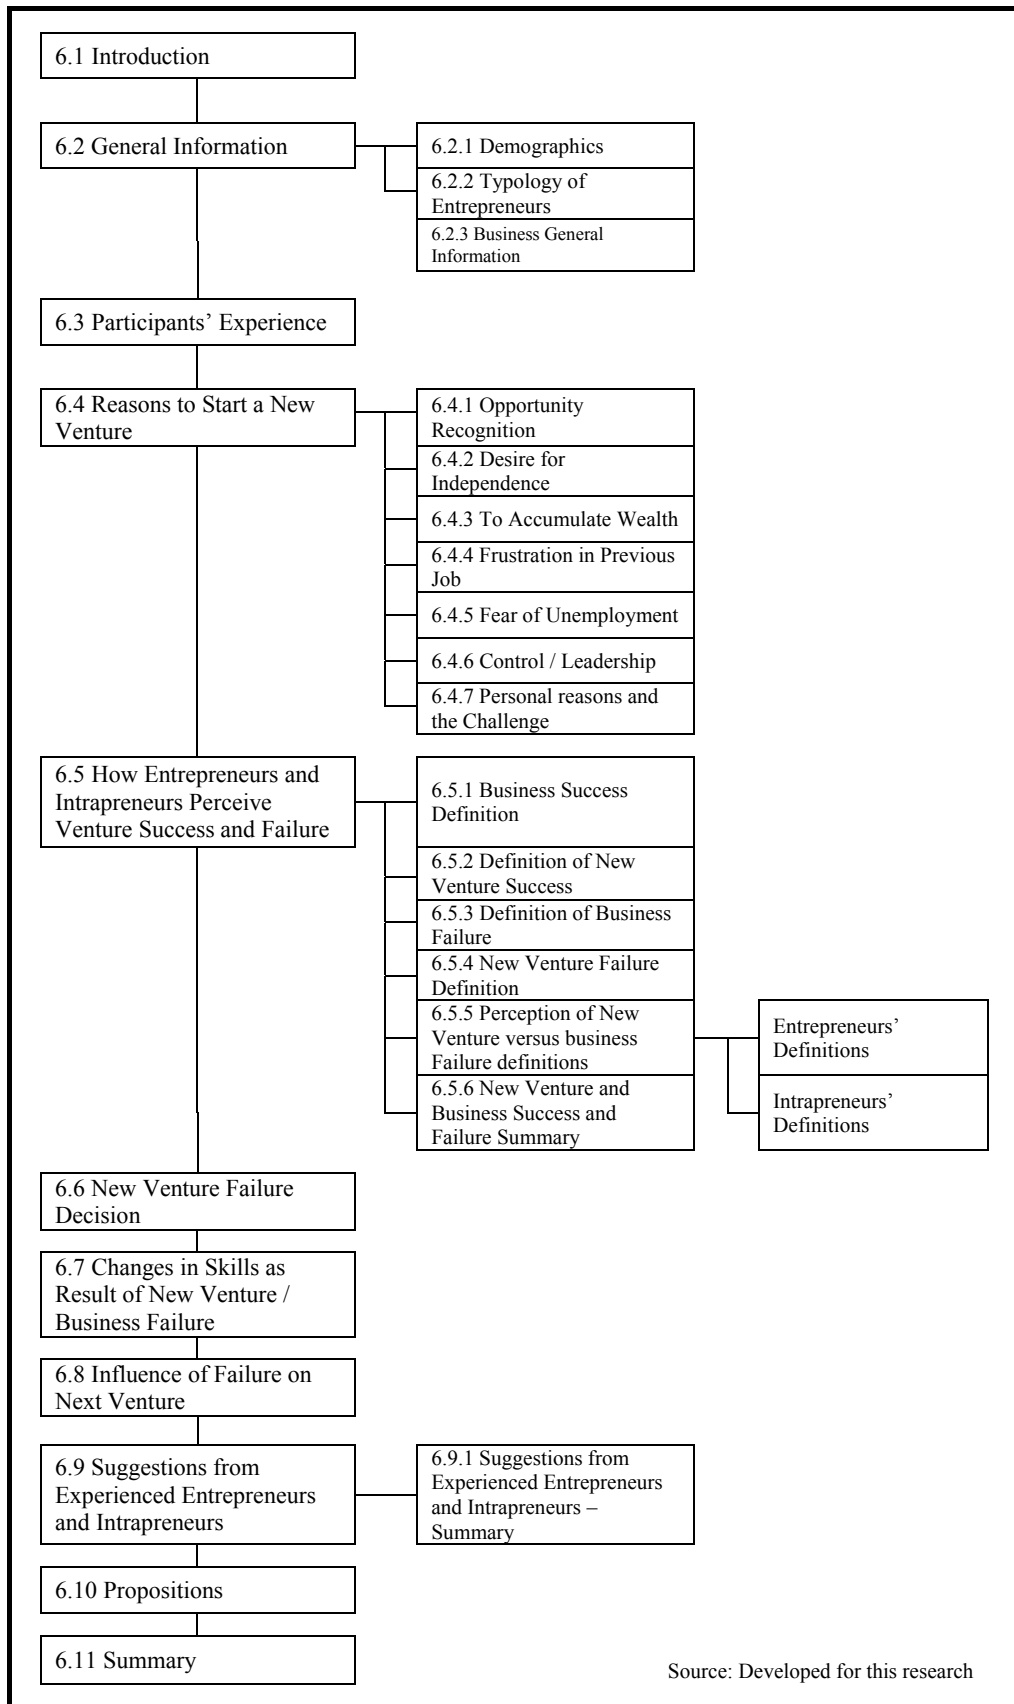 6.1 Introduction
6.2 General Information
6.2.1 Demographics
6.2.2 Typology of
Entrepreneurs
6.2.3 Business General
Information
6.3 Participants’ Experience
6.4 Reasons to Start a New
Venture
6.4.1 Opportunity
Recognition
6.4.2 Desire for
Independence
6.4.3 To Accumulate Wealth
6.4.4 Frustration in Previous
Job
6.4.5 Fear of Unemployment
6.4.6 Control / Leadership
6.4.7 Personal reasons and
the Challenge
6.5 How Entrepreneurs and
Intrapreneurs Perceive
Venture Success and Failure
6.5.1 Business Success
Definition
6.5.2 Definition of New
Venture Success
6.5.3 Definition of Business
Failure
6.5.4 New Venture Failure
Definition
6.5.5 Perception of New
Venture versus business
Failure definitions
Entrepreneurs’
Definitions
Intrapreneurs’
Definitions
6.5.6 New Venture and
Business Success and
Failure Summary
6.6 New Venture Failure
Decision
6.7 Changes in Skills as
Result of New Venture /
Business Failure
6.8 Influence of Failure on
Next Venture
6.9 Suggestions from
Experienced Entrepreneurs
and Intrapreneurs
6.9.1 Suggestions from
Experienced Entrepreneurs
and Intrapreneurs –
Summary
6.10 Propositions
6.11 Summary
Source: Developed for this research